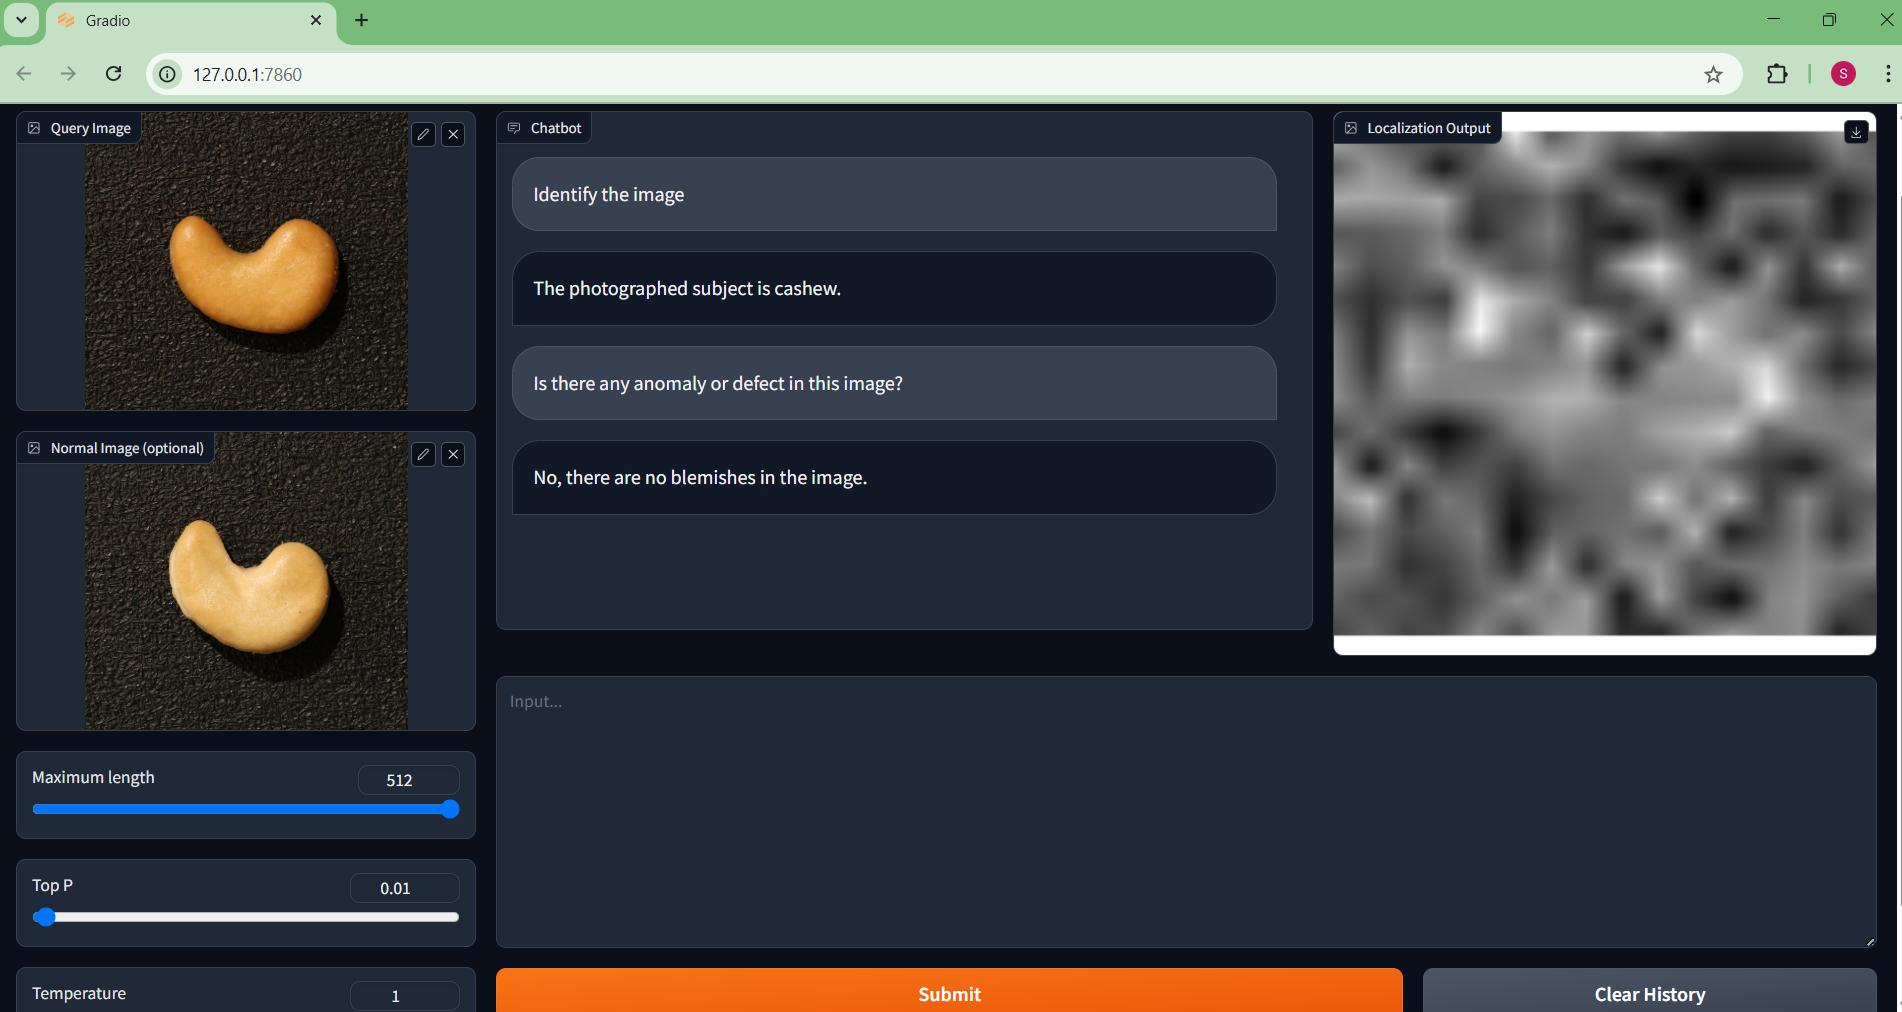 Gradio
127.0.0.1:7860
S
Query Image
Normal Image (optional)
Maximum length
512
Top P
0.01
Temperature
1
Chatbot
Identify the image
The photographed subject is cashew.
Is there any anomaly or defect in this image?
No, there are no blemishes in the image.
Localization Output
Input...
Submit
Clear History